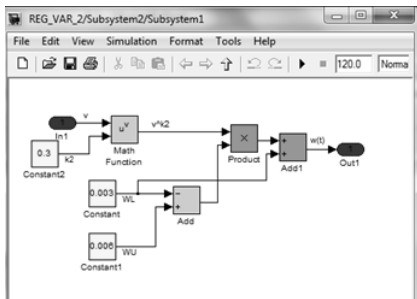 REG_VAR_2/Subsystem2/Subsystem1
File Edit View Simulation Format Tools Help
120.0 Norma
v
1
In1
u^v
v^k2
Math
Function
0.3
k2
Constant2
×
Product
+
+
Add1
w(t)
1
Out1
0.003
WL
Constant
−
+
Add
0.006
WU
Constant1